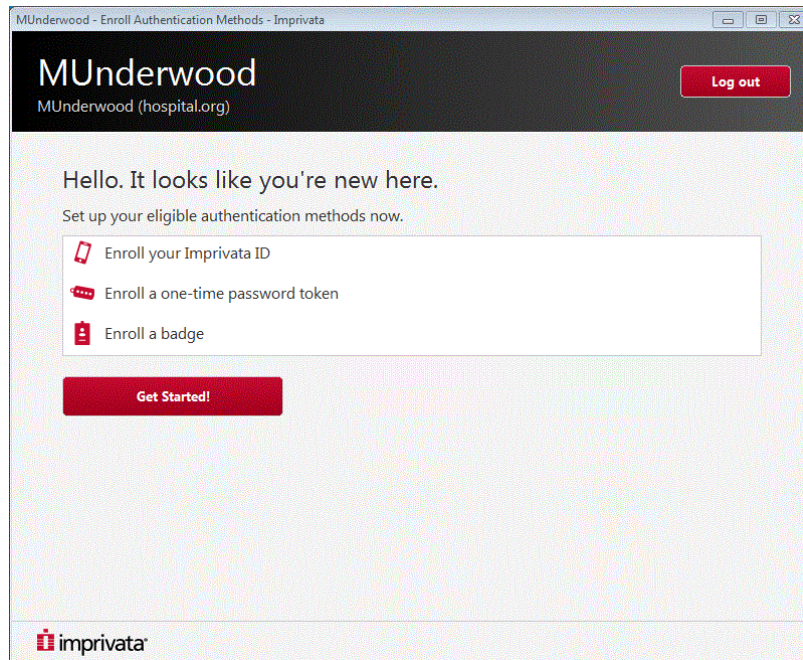 MUnderwood - Enroll Authentication Methods - Imprivata
MUnderwood
MUnderwood (hospital.org)
Log out
Hello. It looks like you're new here.
Set up your eligible authentication methods now.
Enroll your Imprivata ID
Enroll a one-time password token
Enroll a badge
Get Started!
imprivata®